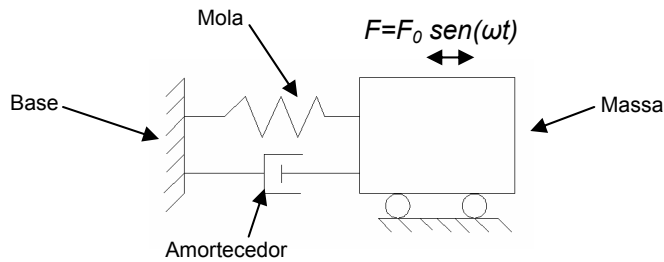 Mola
F=F₀ sen(ωt)
Base
Massa
Amortecedor